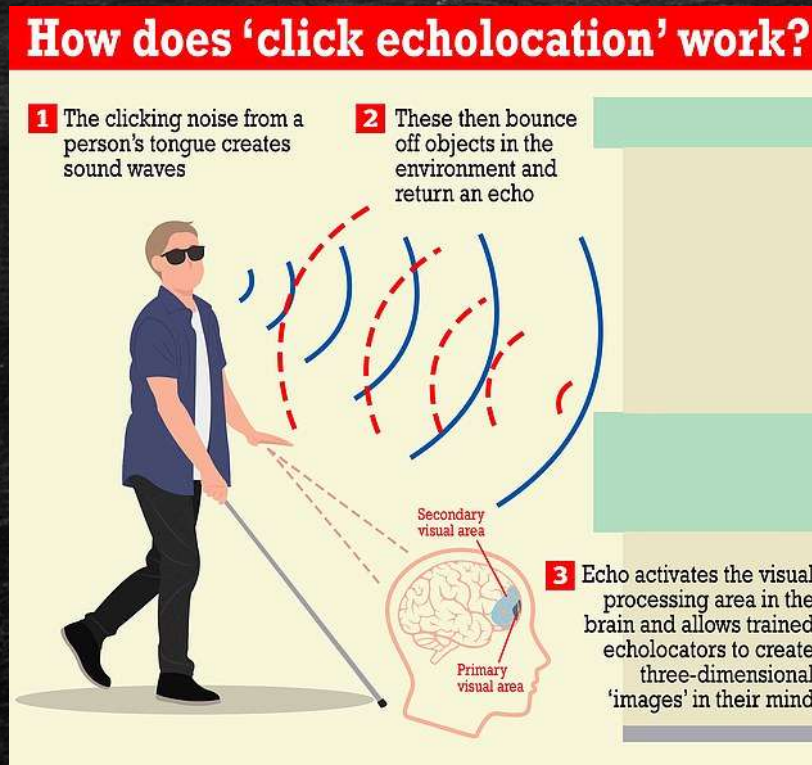 How does ‘click echolocation’ work?
1 The clicking noise from a
person's tongue creates
sound waves
2 These then bounce
off objects in the
environment and
return an echo
Secondary
visual area
Primary
visual area
3 Echo activates the visual
processing area in the
brain and allows trained
echolocators to create
three-dimensional
‘images’ in their mind